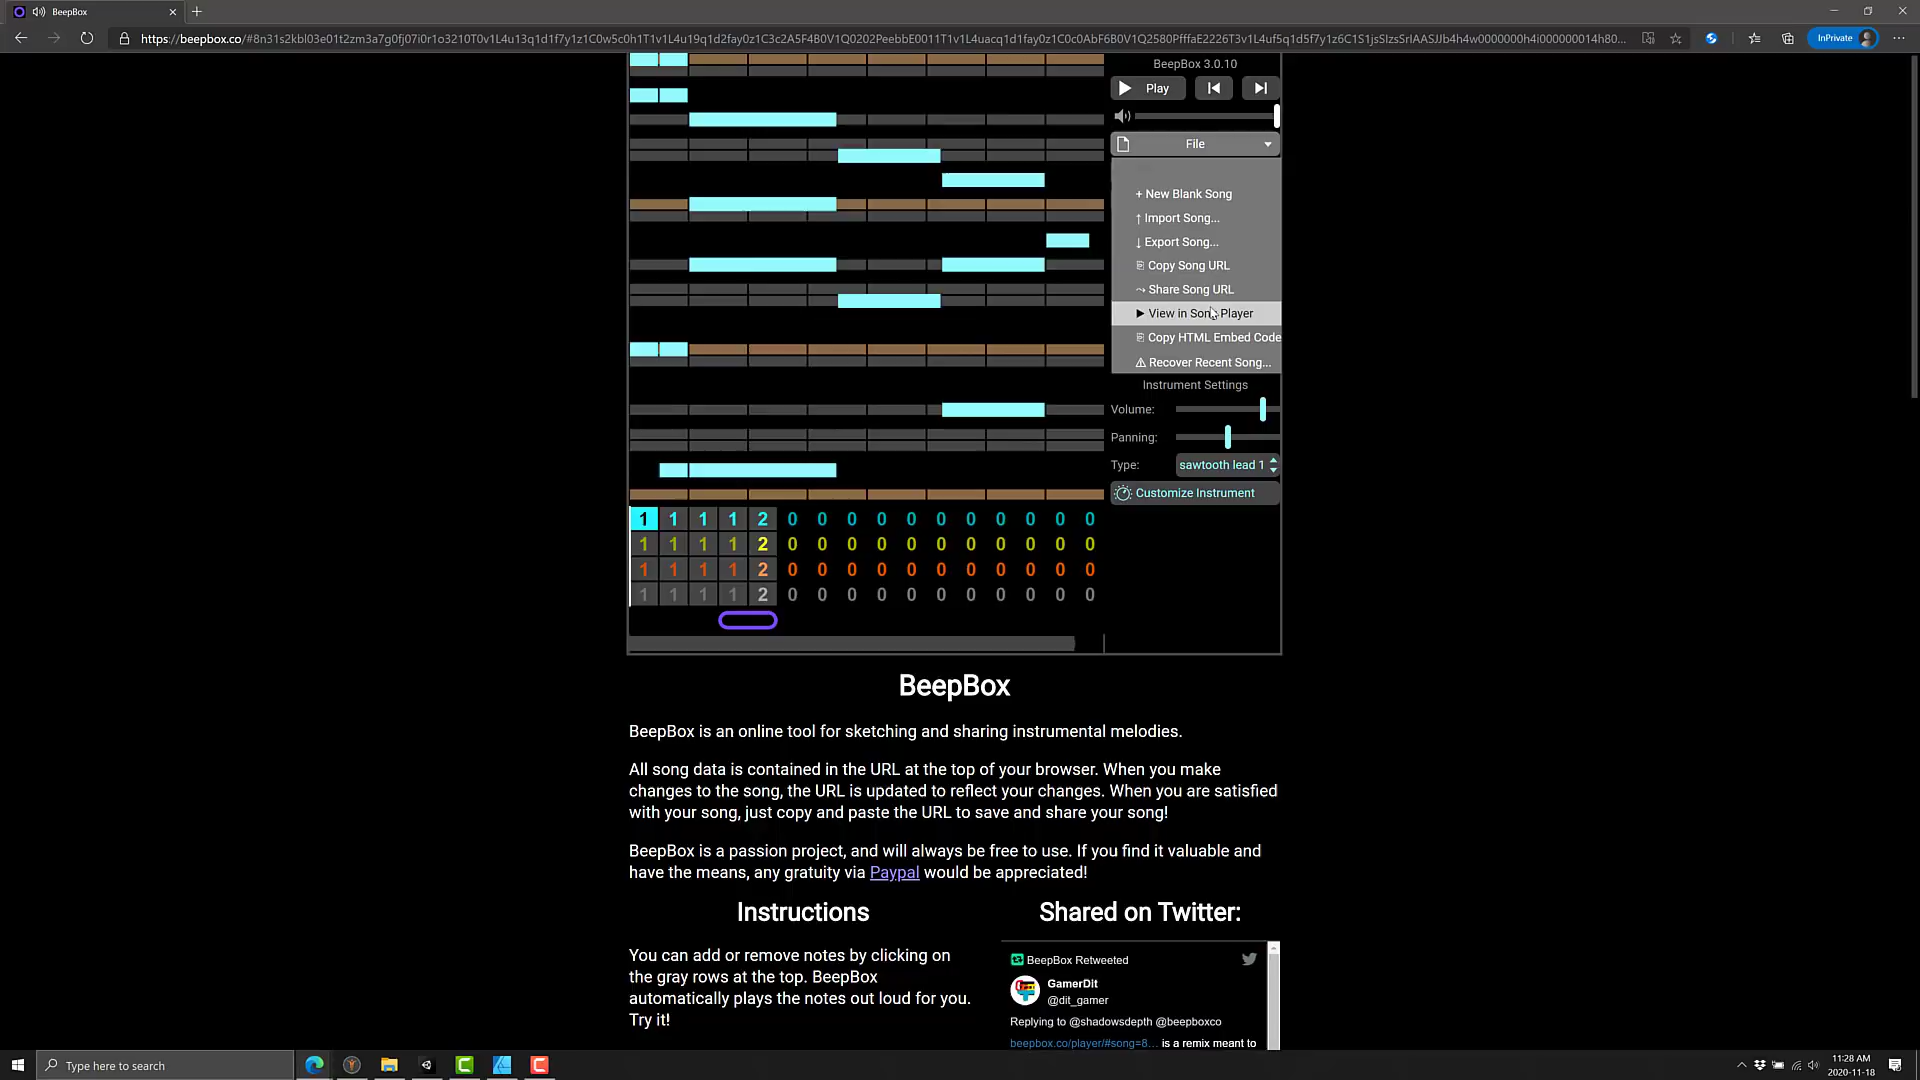 BeepBox
https://beepbox.co/#8n31s2kbl03e01t2zm3a7g0fj07i0r1o3210T0v1L4u13q1d1f7y1z1C0w5c0h1T1v1L4u19q1d2fay0z1C3c2A5F4B0V1Q0202PeebbE0011T1v1L4uacq1d1fay0z1C0c0AbF6B0V1Q2580PfffaE2226T3v1L4uf5q1d5f7y1z6C1S1jsSIzsSrIAASJJb4h4w0000000h4i000000014h80...
InPrivate
BeepBox 3.0.10
Play
File
+ New Blank Song
↑ Import Song...
↓ Export Song...
Copy Song URL
⤳ Share Song URL
▶ View in Song Player
Copy HTML Embed Code
⚠ Recover Recent Song...
Instrument Settings
Volume:
Panning:
Type: sawtooth lead 1
Customize Instrument
1 1 1 1 2 0 0 0 0 0 0 0 0 0 0 0
1 1 1 1 2 0 0 0 0 0 0 0 0 0 0 0
1 1 1 1 2 0 0 0 0 0 0 0 0 0 0 0
1 1 1 1 2 0 0 0 0 0 0 0 0 0 0 0
BeepBox
BeepBox is an online tool for sketching and sharing instrumental melodies.
All song data is contained in the URL at the top of your browser. When you make
changes to the song, the URL is updated to reflect your changes. When you are satisfied
with your song, just copy and paste the URL to save and share your song!
BeepBox is a passion project, and will always be free to use. If you find it valuable and
have the means, any gratuity via Paypal would be appreciated!
Instructions
You can add or remove notes by clicking on
the gray rows at the top. BeepBox
automatically plays the notes out loud for you.
Try it!
Shared on Twitter:
BeepBox Retweeted
GamerDit
@dit_gamer
Replying to @shadowsdepth @beepboxco
beepbox.co/player/#song=8... is a remix meant to
Type here to search
11:28 AM
2020-11-18